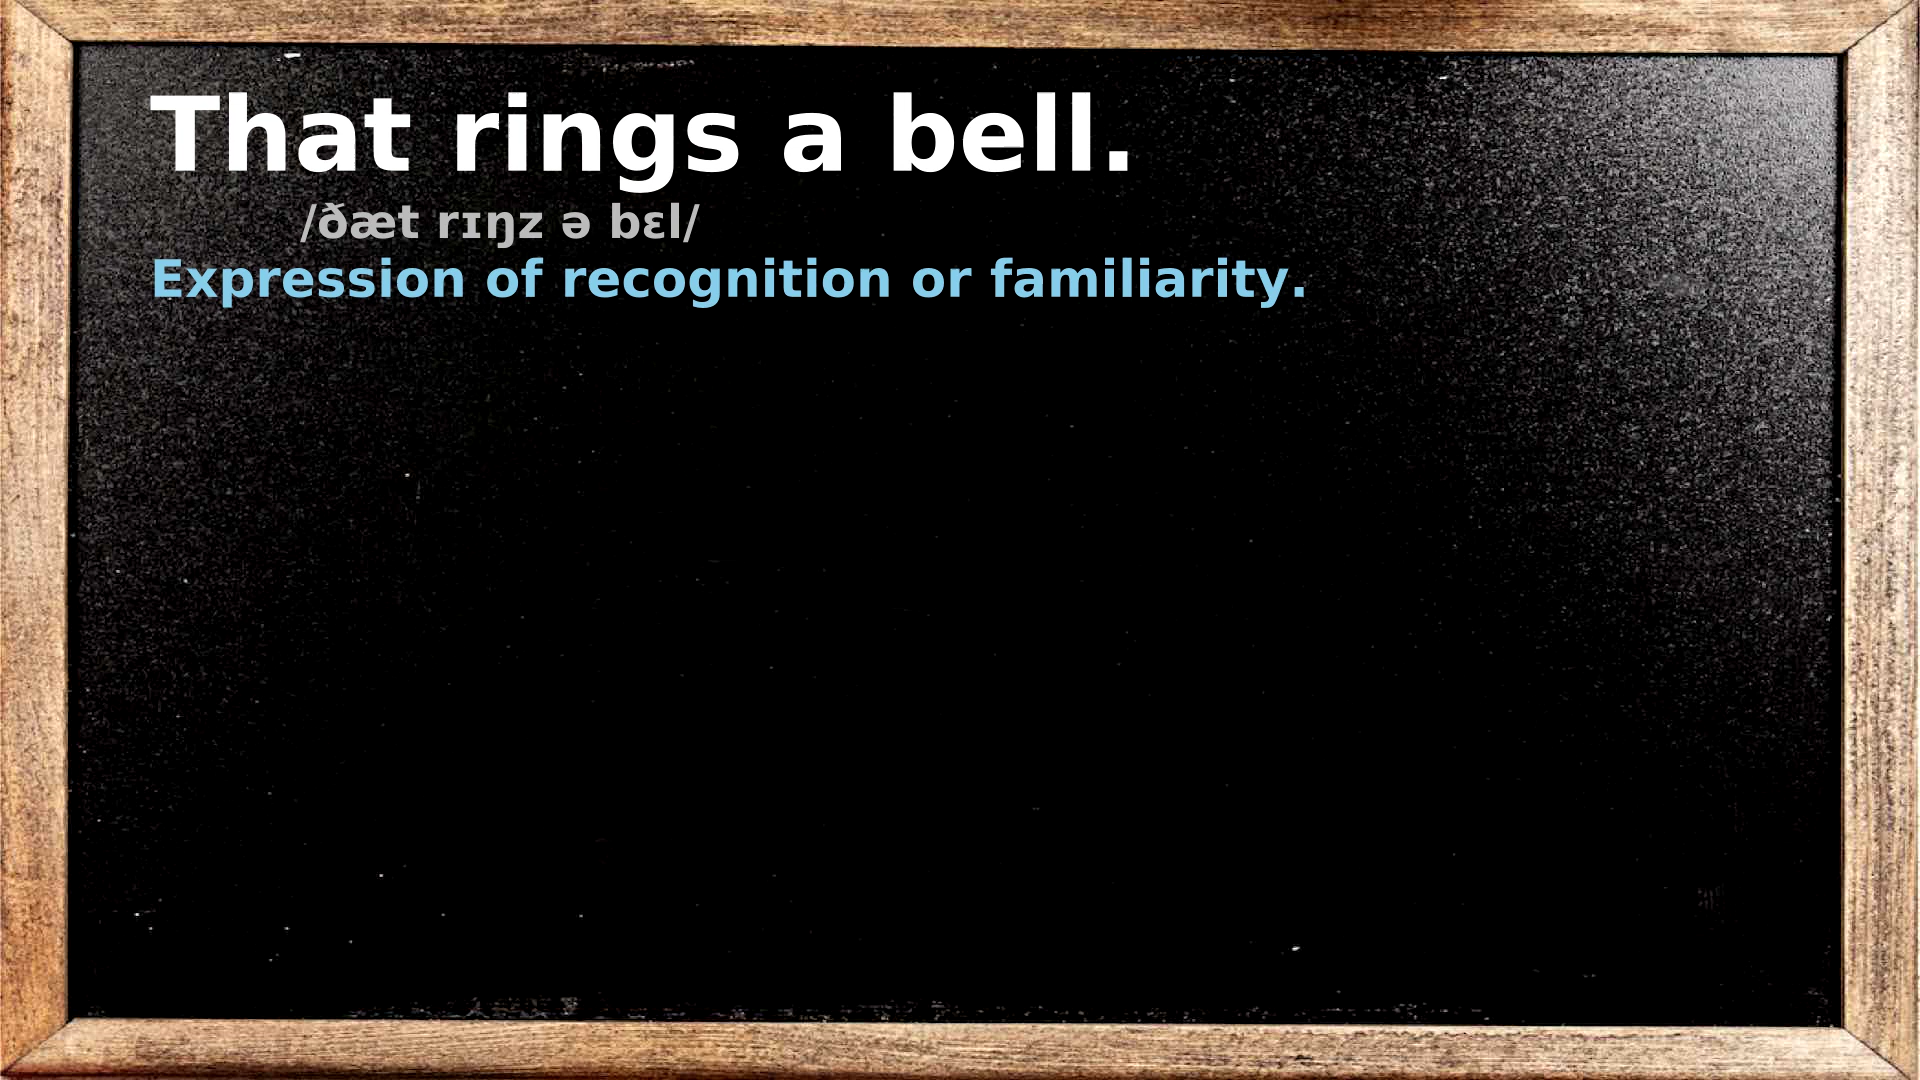 That rings a bell.
/ðæt rɪŋz ə bɛl/
Expression of recognition or familiarity.